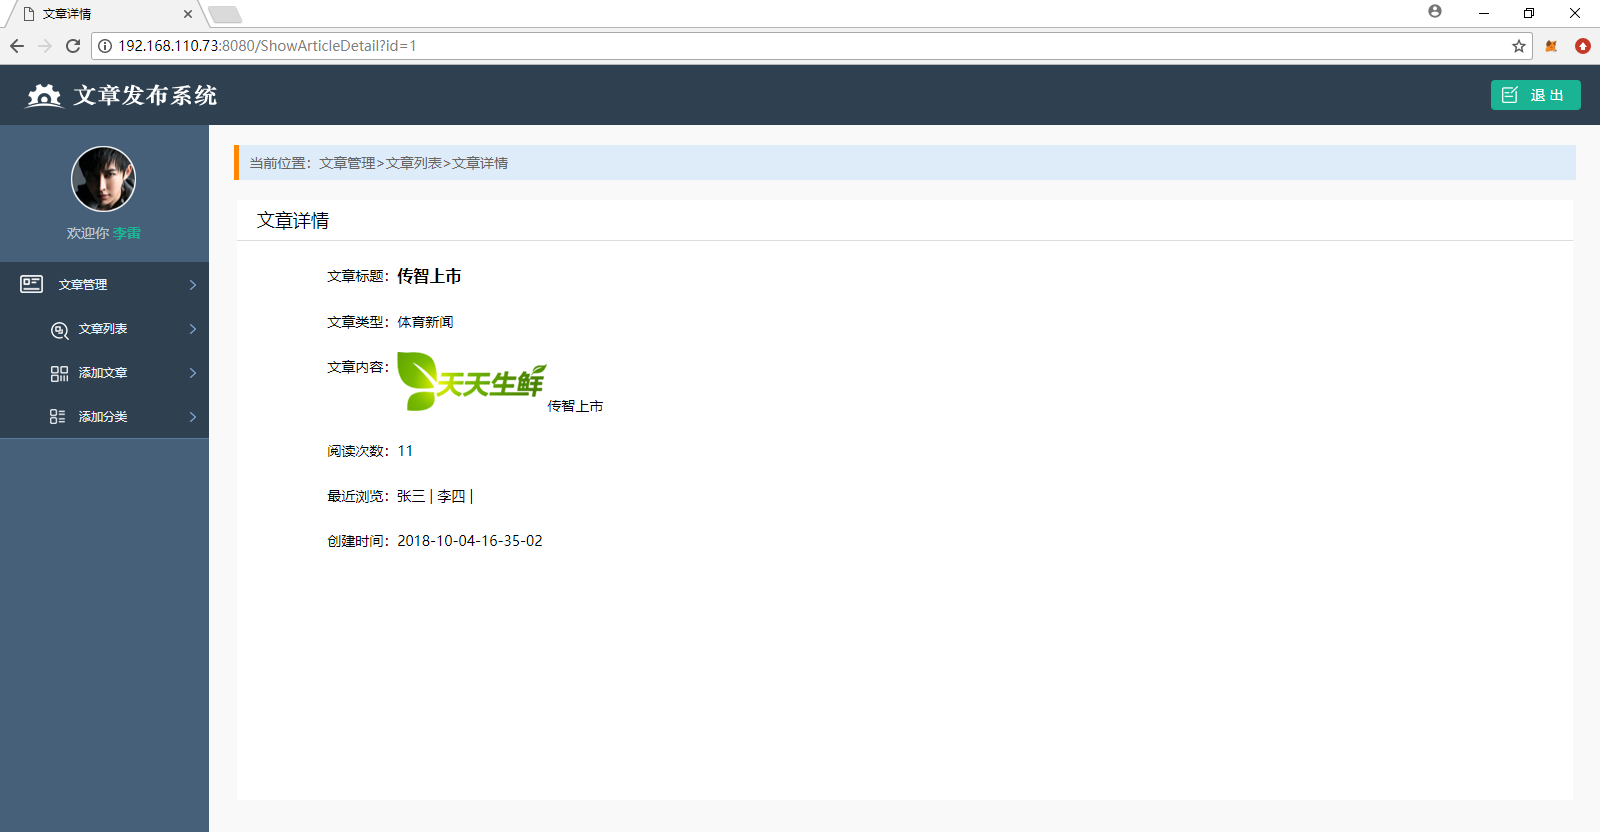 文章详情
192.168.110.73:8080/ShowArticleDetail?id=1
文章发布系统
退 出
欢迎你 李雷
文章管理
文章列表
添加文章
添加分类
当前位置：文章管理>文章列表>文章详情
文章详情
文章标题：传智上市
文章类型：体育新闻
文章内容：
天天生鲜
传智上市
阅读次数：11
最近浏览：张三 | 李四 |
创建时间：2018-10-04-16-35-02